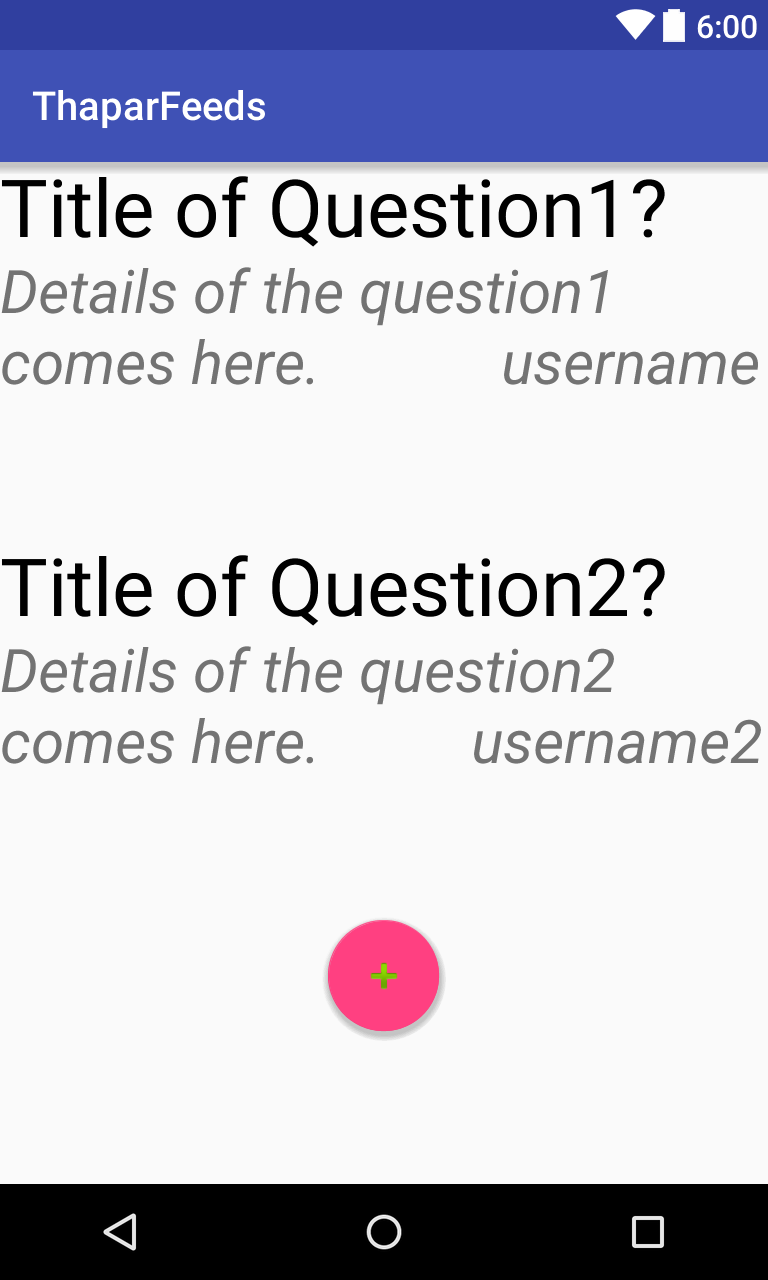 6:00
ThaparFeeds
Title of Question1?
Details of the question1
comes here. username
Title of Question2?
Details of the question2
comes here. username2
+